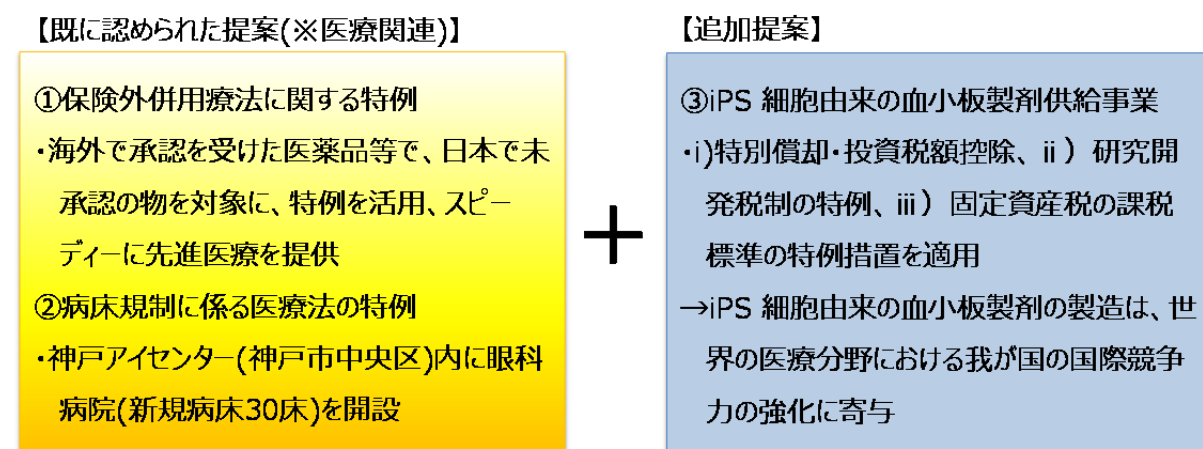 【既に認められた提案(※医療関連)】
①保険外併用療法に関する特例
・海外で承認を受けた医薬品等で、日本で未
承認の物を対象に、特例を活用、スピー
ディーに先進医療を提供
②病床規制に係る医療法の特例
・神戸アイセンター(神戸市中央区)内に眼科
病院(新規病床30床)を開設
＋
【追加提案】
③iPS 細胞由来の血小板製剤供給事業
・i)特別償却・投資税額控除、ⅱ）研究開
発税制の特例、ⅲ）固定資産税の課税
標準の特例措置を適用
→iPS 細胞由来の血小板製剤の製造は、世
界の医療分野における我が国の国際競争
力の強化に寄与